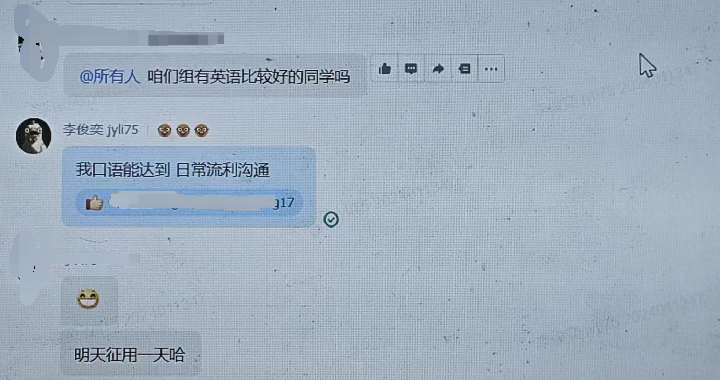 @所有人 咱们组有英语比较好的同学吗
李俊奕 jyli75
我口语能达到 日常流利沟通
g17
明天征用一天哈